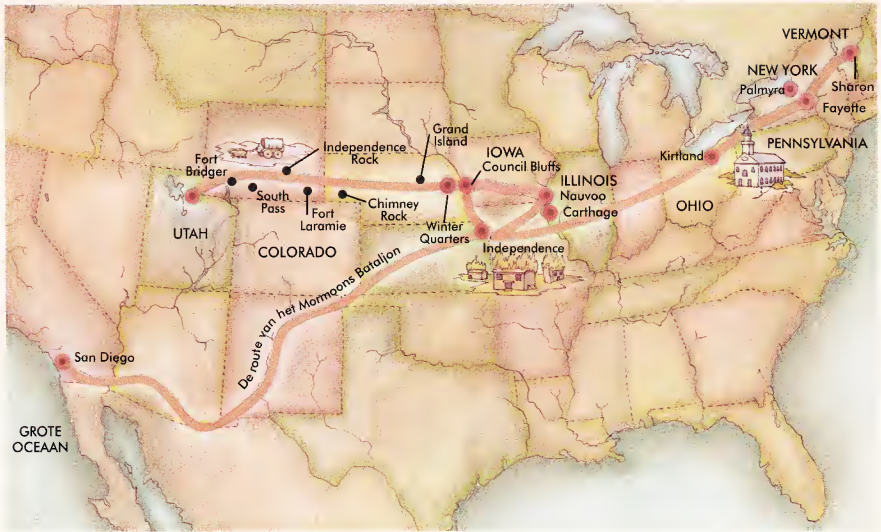 VERMONT
NEW YORK
Palmyra
Sharon
Fayette
PENNSYLVANIA
Kirtland
OHIO
Grand
Island
IOWA
Council Bluffs
Independence
Rock
Fort
Bridger
ILLINOIS
Nauvoo
Carthage
South
Pass
Fort
Laramie
Chimney
Rock
Winter
Quarters
Independence
UTAH
COLORADO
De route van het Mormoons Bataljon
San Diego
GROTE
OCEAAN